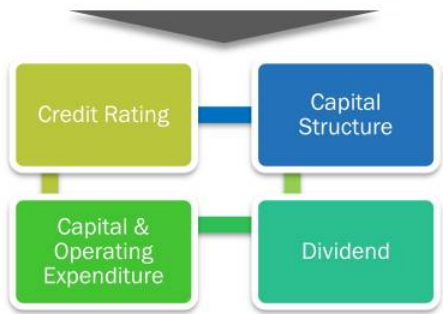 Credit Rating
Capital
Structure
Capital &
Operating
Expenditure
Dividend